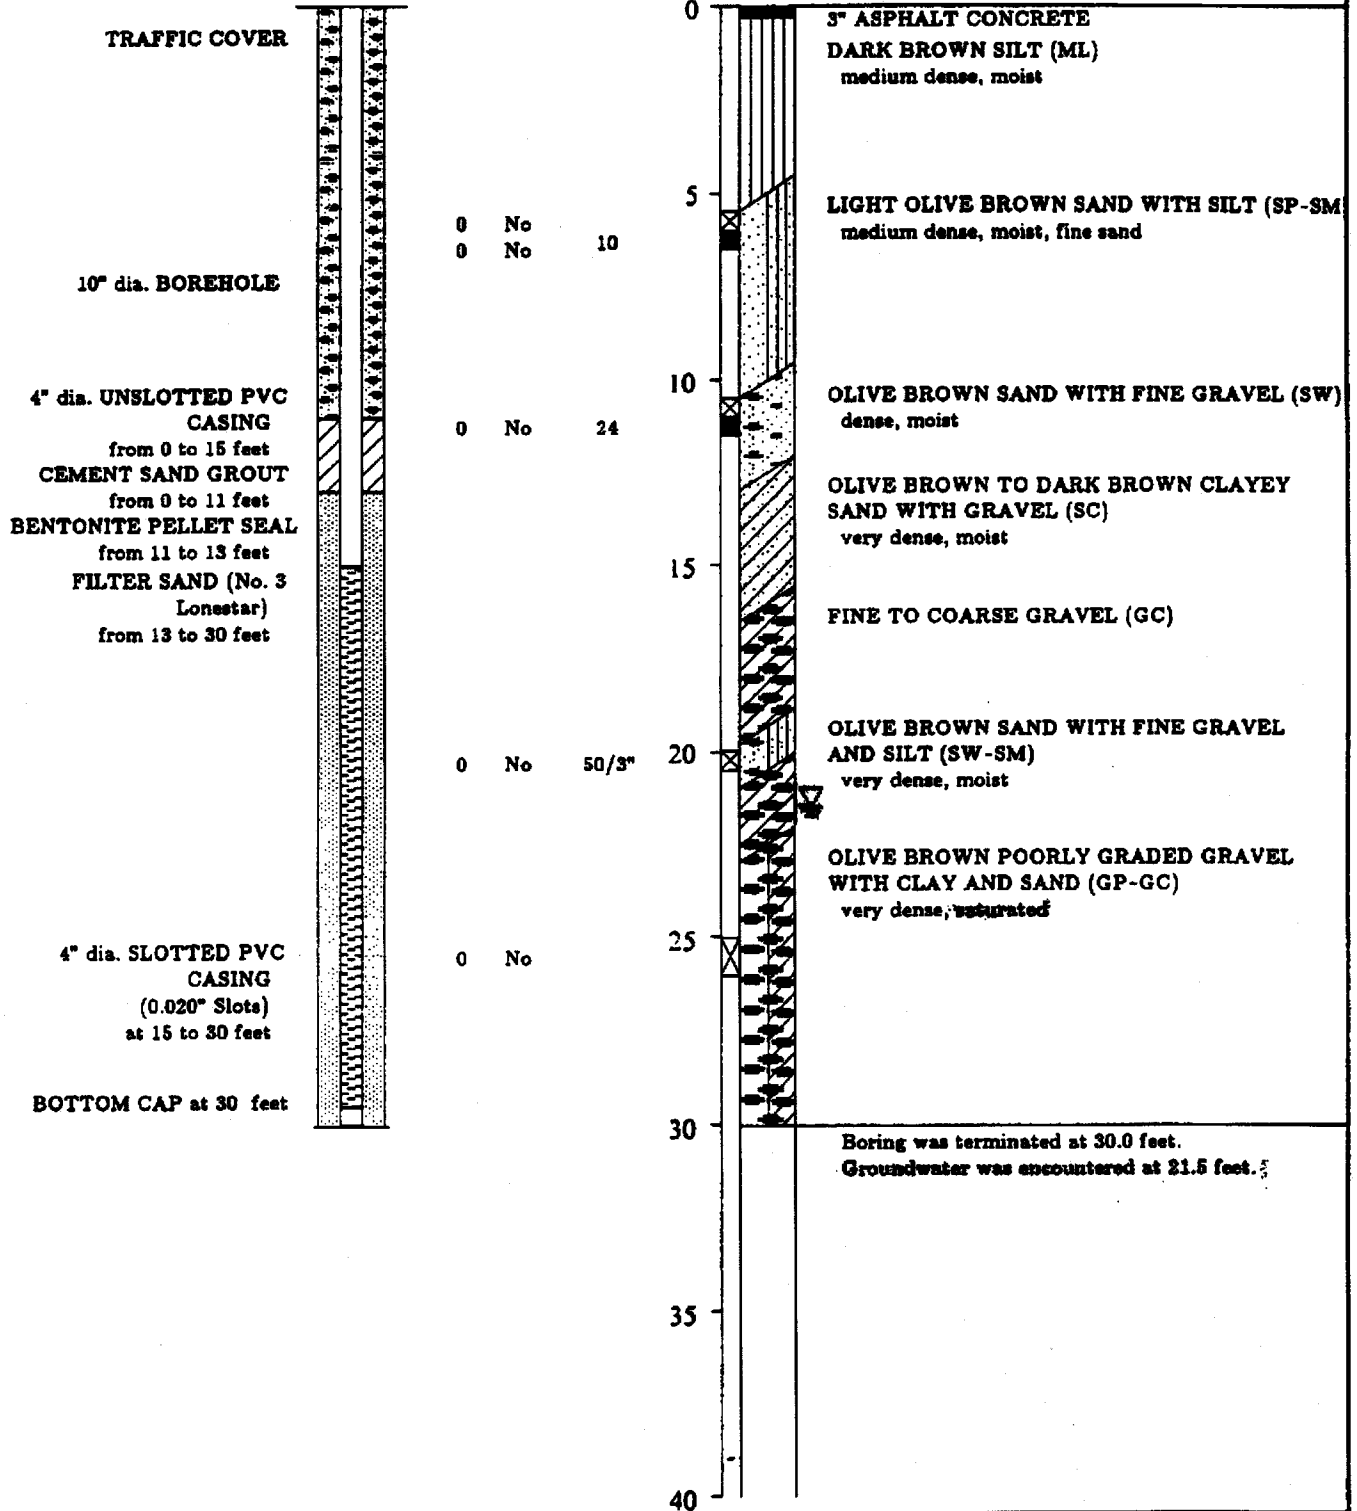 TRAFFIC COVER
10" dia. BOREHOLE
4" dia. UNSLOTTED PVC
CASING
from 0 to 15 feet
CEMENT SAND GROUT
from 0 to 11 feet
BENTONITE PELLET SEAL
from 11 to 13 feet
FILTER SAND (No. 3
Lonestar)
from 13 to 30 feet
4" dia. SLOTTED PVC
CASING
(0.020" Slots)
at 15 to 30 feet
BOTTOM CAP at 30 feet
0 No
0 No 10
0 No 24
0 No 50/3"
0 No
0
5
10
15
20
25
30
35
40
3" ASPHALT CONCRETE
DARK BROWN SILT (ML)
medium dense, moist
LIGHT OLIVE BROWN SAND WITH SILT (SP-SM
medium dense, moist, fine sand
OLIVE BROWN SAND WITH FINE GRAVEL (SW)
dense, moist
OLIVE BROWN TO DARK BROWN CLAYEY
SAND WITH GRAVEL (SC)
very dense, moist
FINE TO COARSE GRAVEL (GC)
OLIVE BROWN SAND WITH FINE GRAVEL
AND SILT (SW-SM)
very dense, moist
OLIVE BROWN POORLY GRADED GRAVEL
WITH CLAY AND SAND (GP-GC)
very dense, saturated
Boring was terminated at 30.0 feet.
Groundwater was encountered at 21.5 feet.